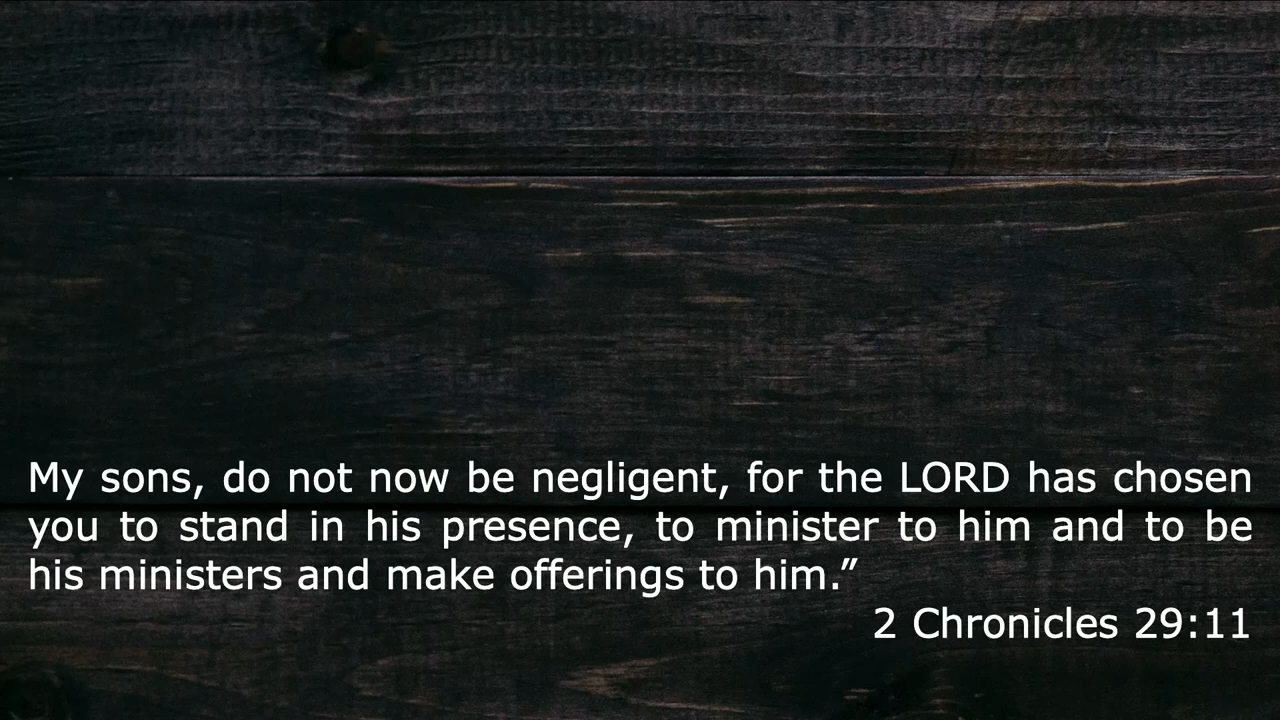 My sons, do not now be negligent, for the LORD has chosen
you to stand in his presence, to minister to him and to be
his ministers and make offerings to him.”
2 Chronicles 29:11